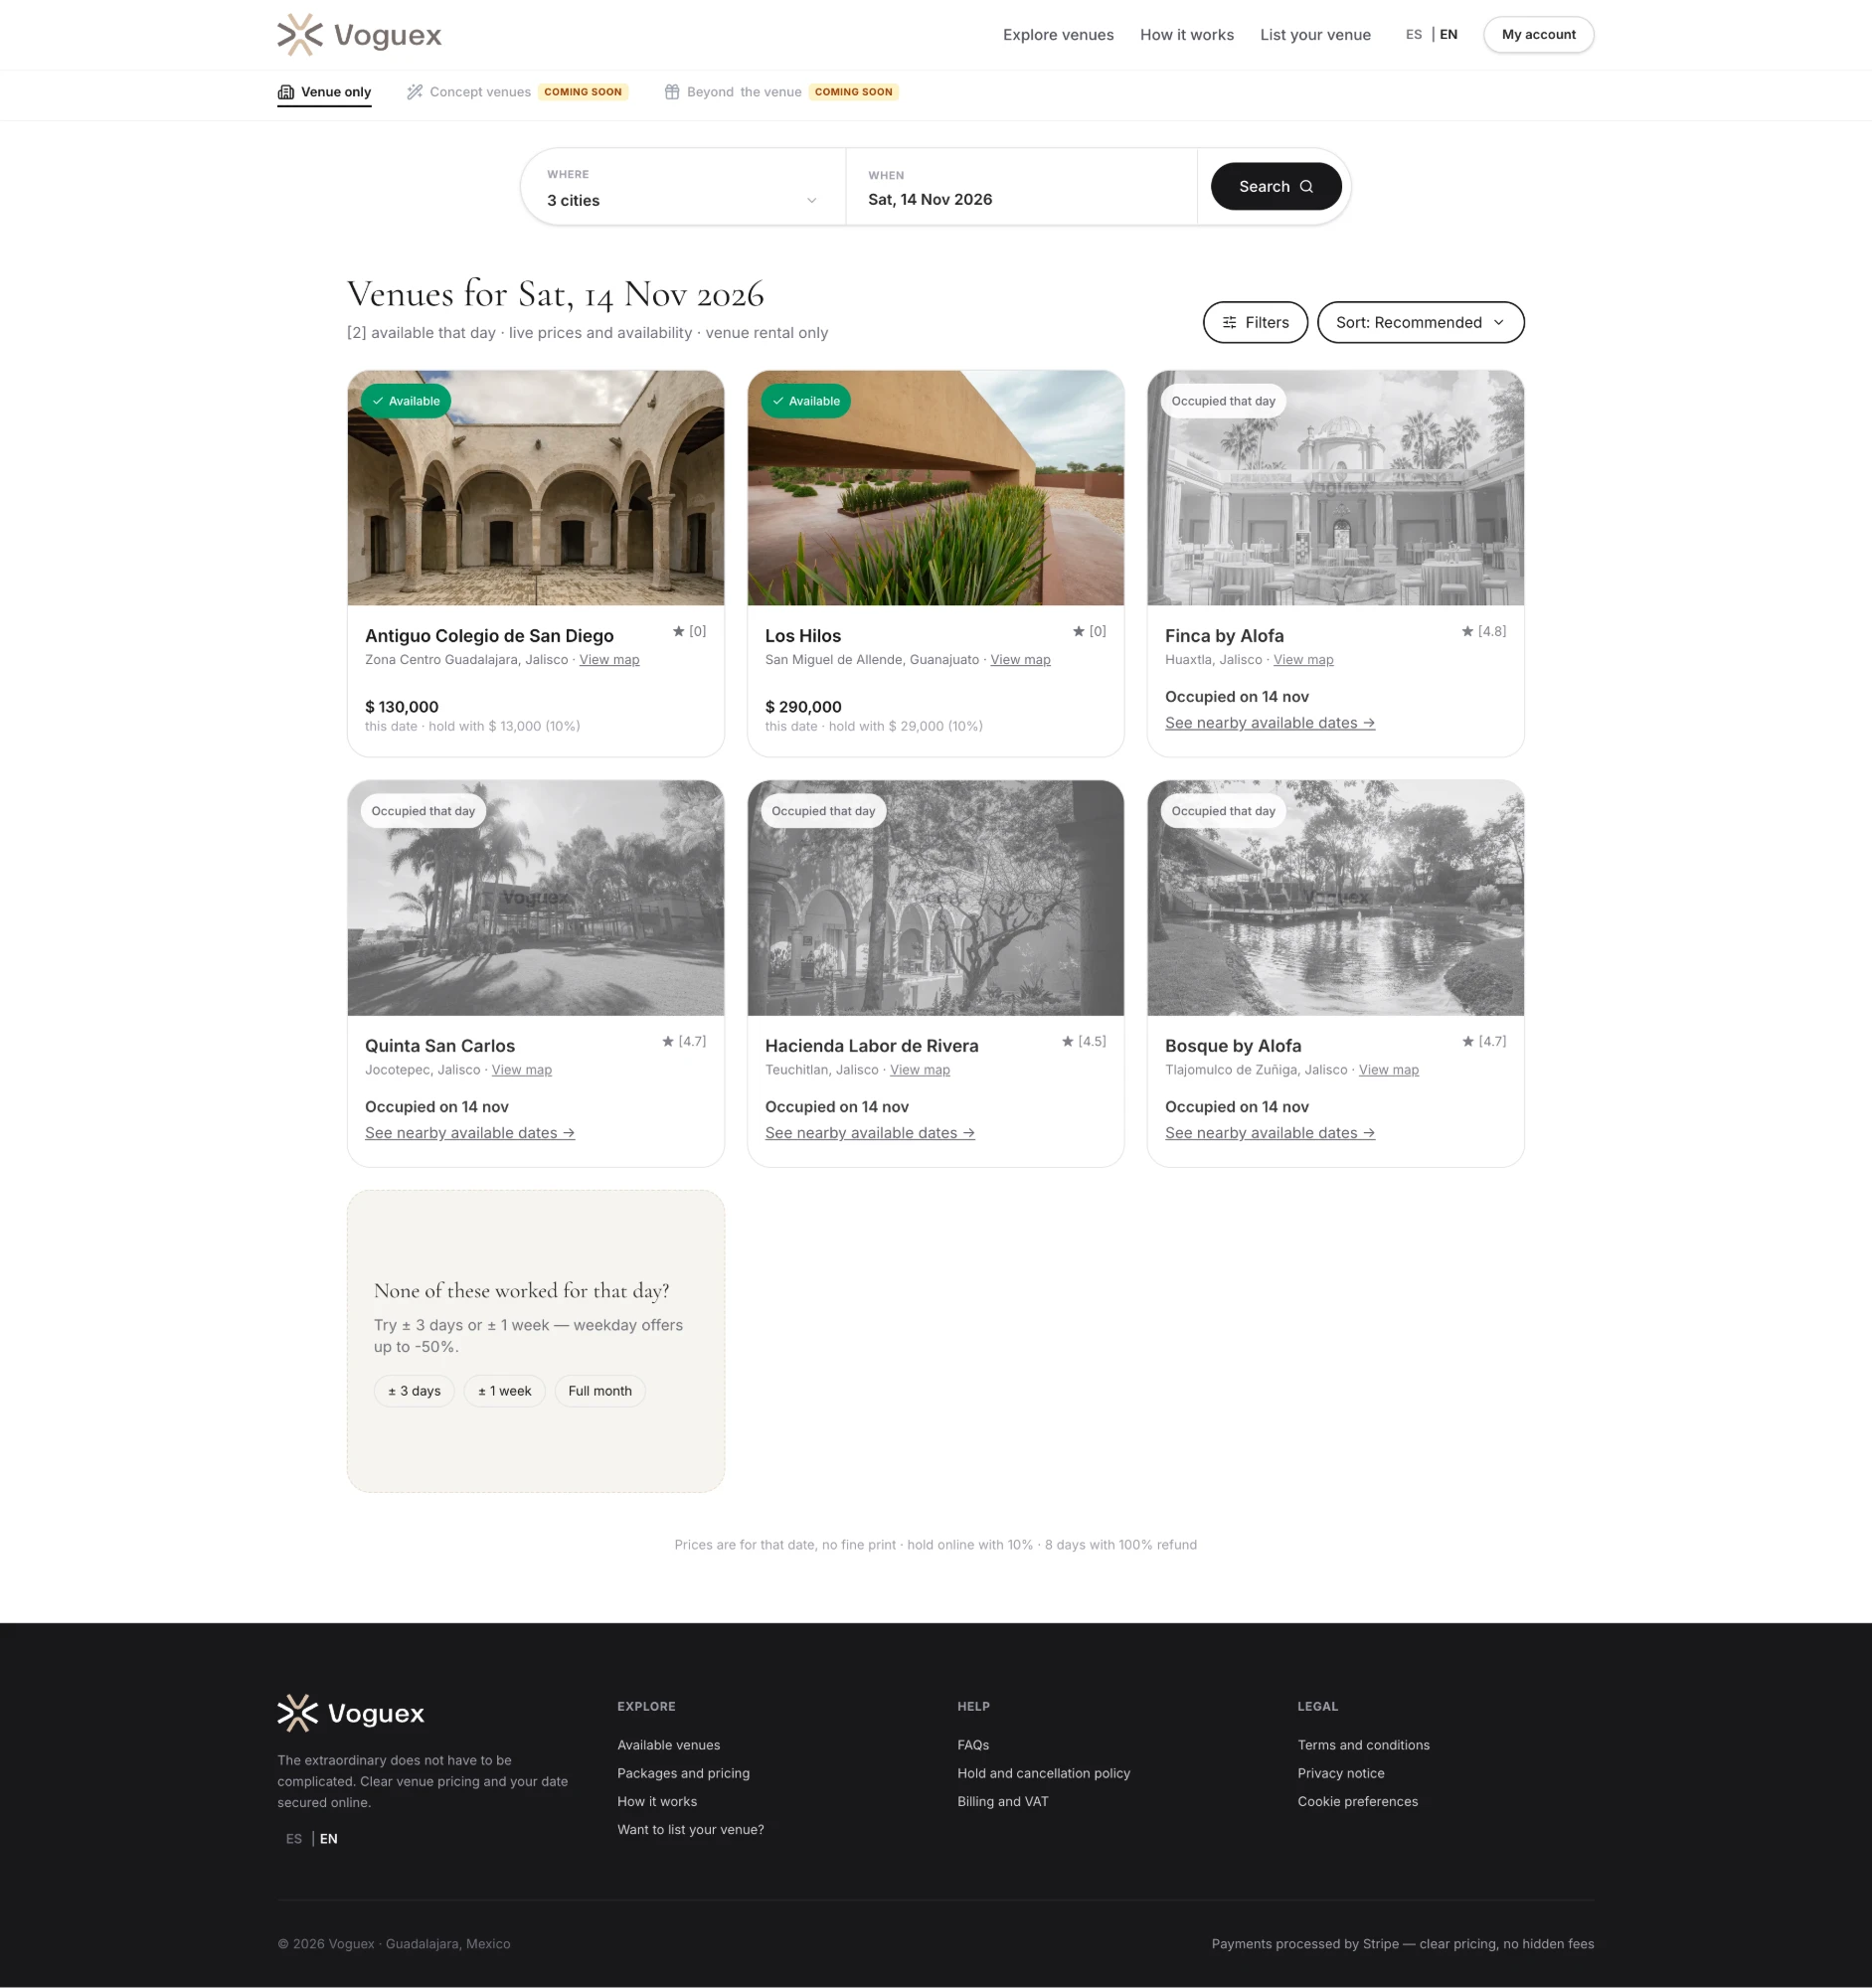 Voguex
Explore venues
How it works
List your venue
ES | EN
My account
Venue only
Concept venues COMING SOON
Beyond the venue COMING SOON
WHERE
3 cities
WHEN
Sat, 14 Nov 2026
Search
Venues for Sat, 14 Nov 2026
[2] available that day · live prices and availability · venue rental only
Filters
Sort: Recommended
Available
Antiguo Colegio de San Diego
★ [0]
Zona Centro Guadalajara, Jalisco · View map
$ 130,000
this date · hold with $ 13,000 (10%)
Available
Los Hilos
★ [0]
San Miguel de Allende, Guanajuato · View map
$ 290,000
this date · hold with $ 29,000 (10%)
Occupied that day
Voguex
Finca by Alofa
★ [4.8]
Huaxtla, Jalisco · View map
Occupied on 14 nov
See nearby available dates →
Occupied that day
Voguex
Quinta San Carlos
★ [4.7]
Jocotepec, Jalisco · View map
Occupied on 14 nov
See nearby available dates →
Occupied that day
Hacienda Labor de Rivera
★ [4.5]
Teuchitlan, Jalisco · View map
Occupied on 14 nov
See nearby available dates →
Occupied that day
Voguex
Bosque by Alofa
★ [4.7]
Tlajomulco de Zuñiga, Jalisco · View map
Occupied on 14 nov
See nearby available dates →
None of these worked for that day?
Try ± 3 days or ± 1 week — weekday offers
up to -50%.
± 3 days
± 1 week
Full month
Prices are for that date, no fine print · hold online with 10% · 8 days with 100% refund
Voguex
The extraordinary does not have to be
complicated. Clear venue pricing and your date
secured online.
ES | EN
EXPLORE
Available venues
Packages and pricing
How it works
Want to list your venue?
HELP
FAQs
Hold and cancellation policy
Billing and VAT
LEGAL
Terms and conditions
Privacy notice
Cookie preferences
© 2026 Voguex · Guadalajara, Mexico
Payments processed by Stripe — clear pricing, no hidden fees